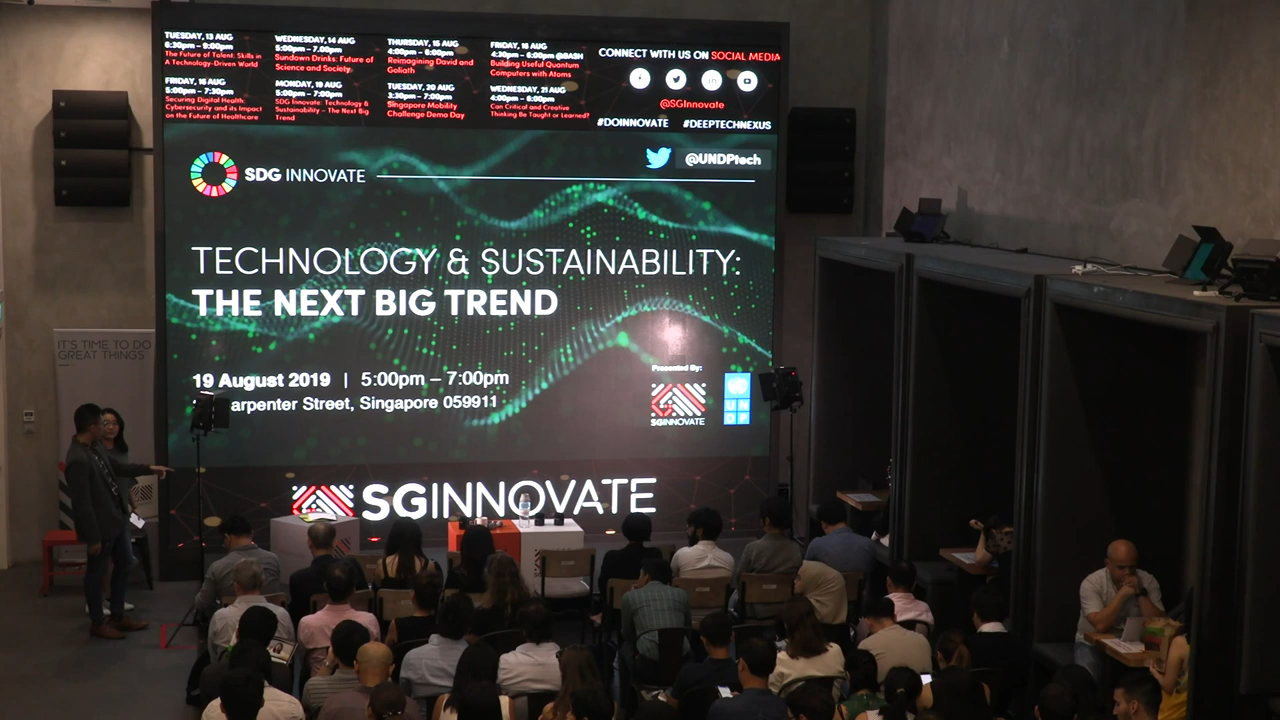 TUESDAY, 13 AUG
6:30pm - 9:00pm
The Future of Talent: Skills in
A Technology-Driven World
WEDNESDAY, 14 AUG
5:00pm - 7.00pm
Sundown Drinks: Future of
Science and Society
THURSDAY, 15 AUG
4:00pm - 6:00pm
Reimagining David and
Goliath
FRIDAY, 16 AUG
4:30pm - 6:00pm @BASH
Building Useful Quantum
Computers with Atoms
FRIDAY, 16 AUG
5:00pm - 7:30pm
Securing Digital Health:
Cybersecurity and its Impact
on the Future of Healthcare
MONDAY, 19 AUG
5:00pm - 7:00pm
SDG Innovate: Technology &
Sustainability - The Next Big
Trend
TUESDAY, 20 AUG
3:30pm - 7:00pm
Singapore Mobility
Challenge Demo Day
WEDNESDAY, 21 AUG
4:00pm - 6:00pm
Can Critical and Creative
Thinking Be Taught or Learned?
CONNECT WITH US ON SOCIAL MEDIA
@SGInnovate
#DOINNOVATE #DEEPTECHNEXUS
SDG INNOVATE
@UNDPtech
TECHNOLOGY & SUSTAINABILITY:
THE NEXT BIG TREND
19 August 2019 | 5:00pm – 7:00pm
arpenter Street, Singapore 059911
Presented By:
SGINNOVATE
U N
D P
SGINNOVATE
IT'S TIME TO DO
GREAT THINGS